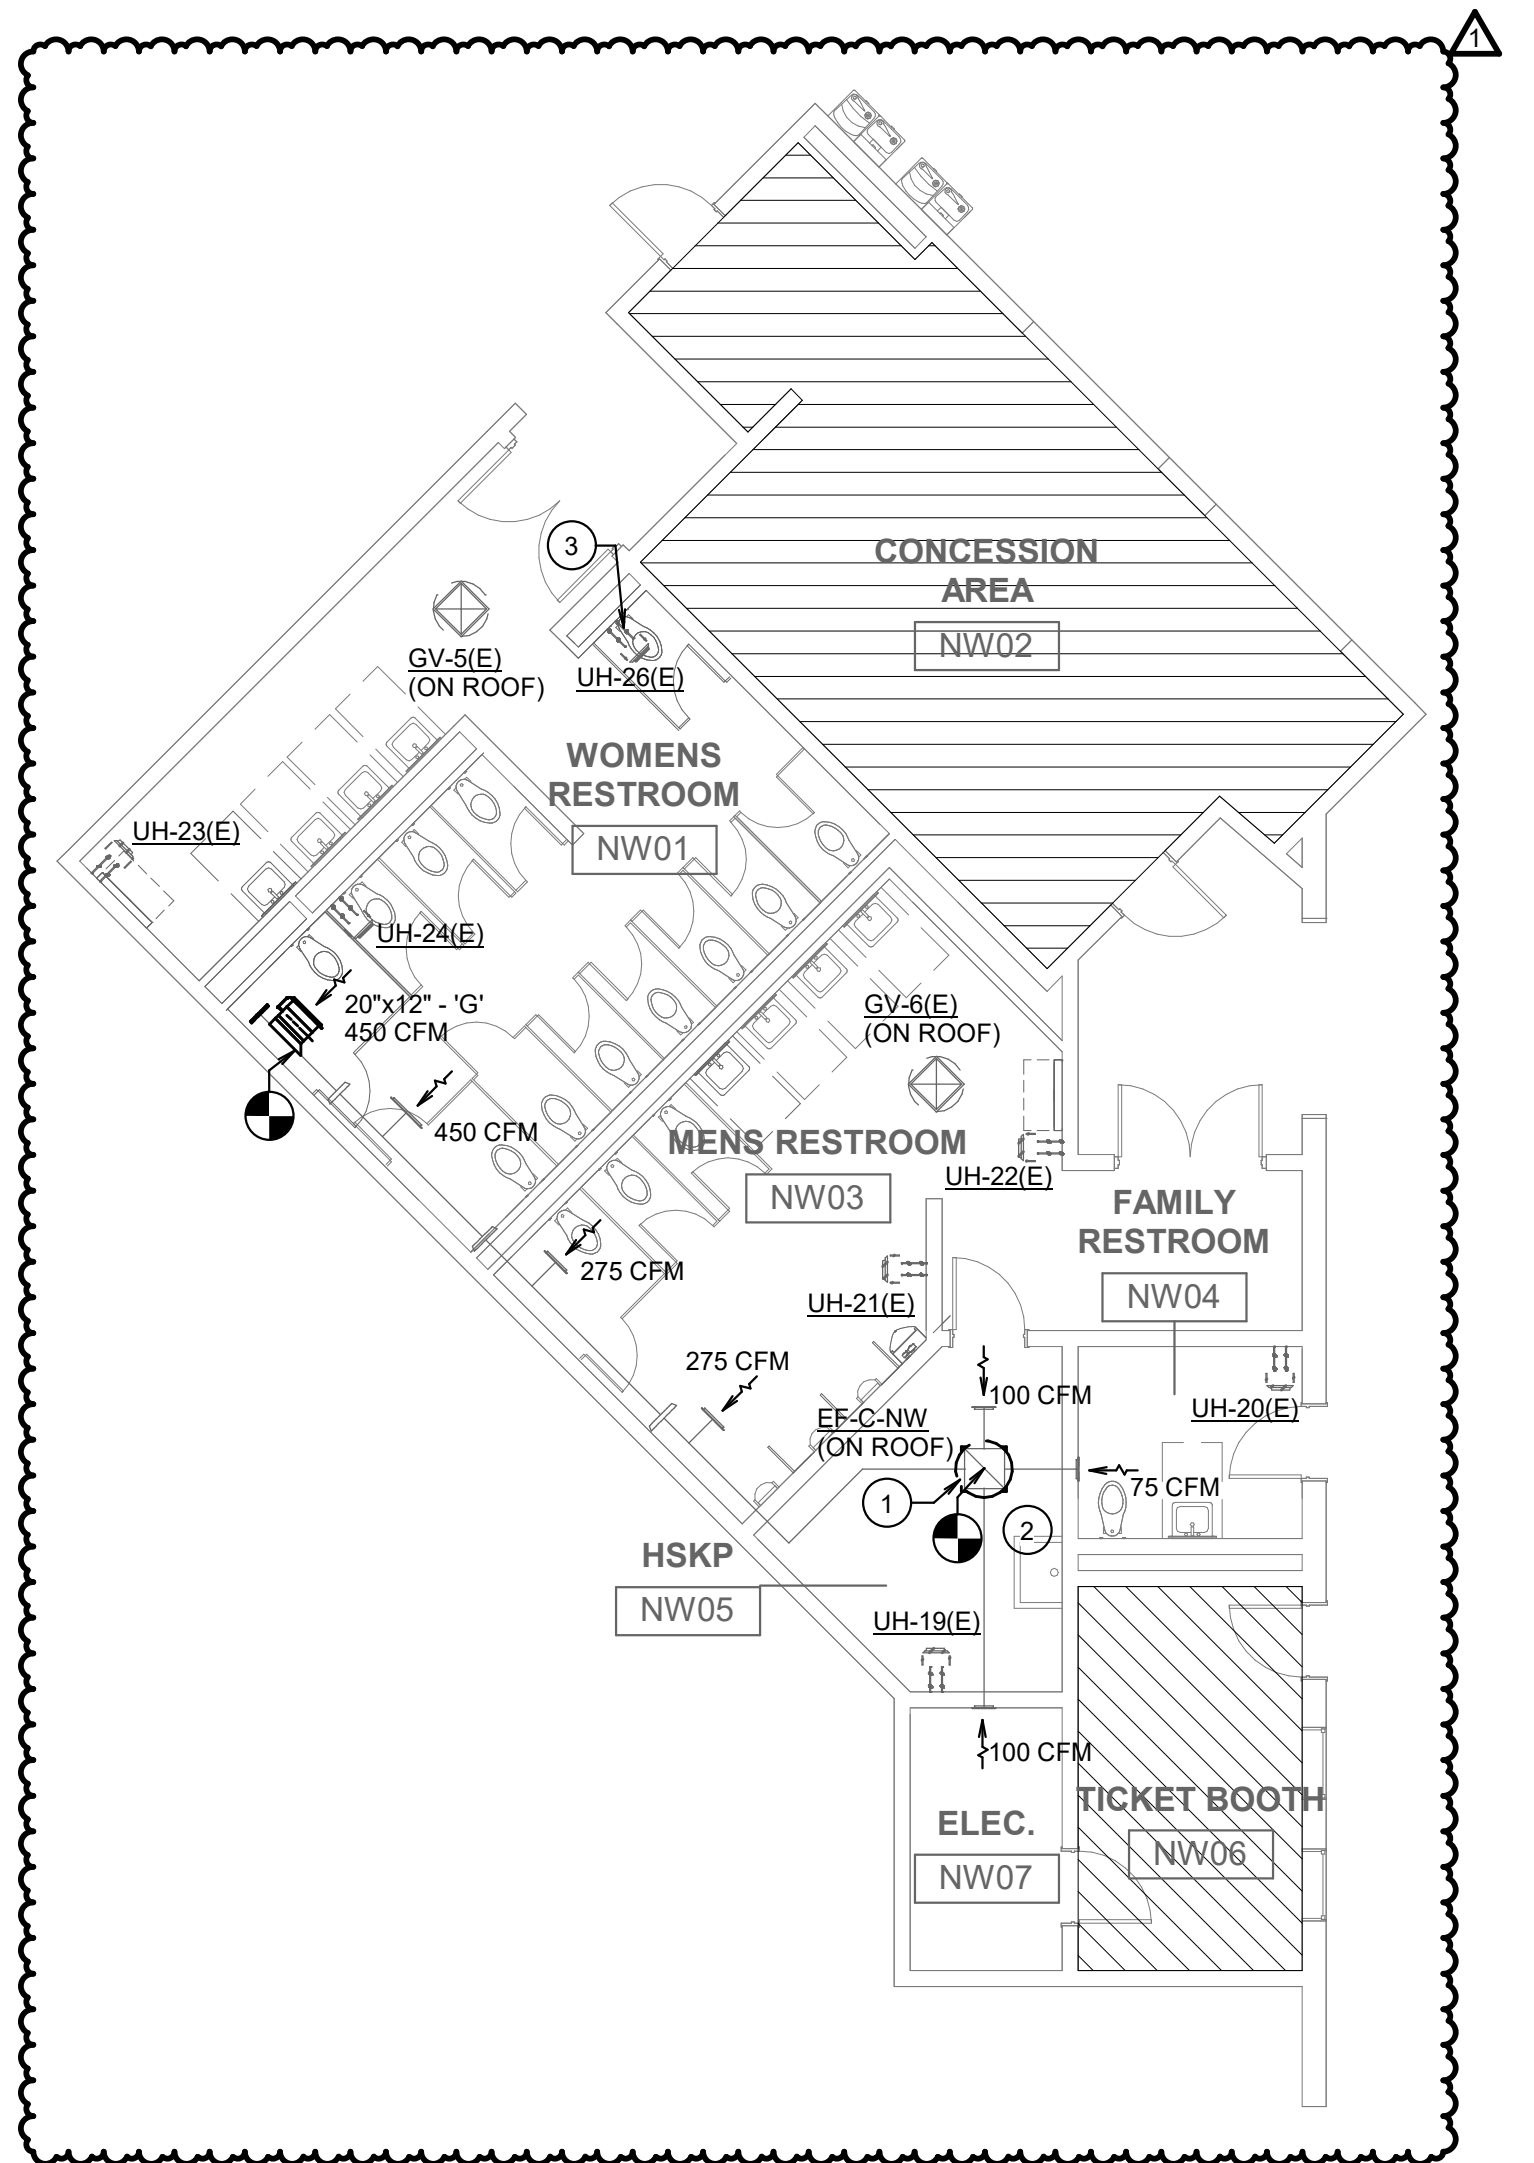 1
3
CONCESSION
AREA
NW02
GV-5(E)
(ON ROOF)
UH-26(E)
WOMENS
RESTROOM
NW01
UH-23(E)
UH-24(E)
20"x12" - 'G'
450 CFM
GV-6(E)
(ON ROOF)
450 CFM
MENS RESTROOM
NW03
UH-22(E)
FAMILY
RESTROOM
NW04
275 CFM
UH-21(E)
275 CFM
100 CFM
UH-20(E)
EF-C-NW
(ON ROOF)
75 CFM
1
2
HSKP
NW05
UH-19(E)
100 CFM
TICKET BOOTH
NW06
ELEC.
NW07